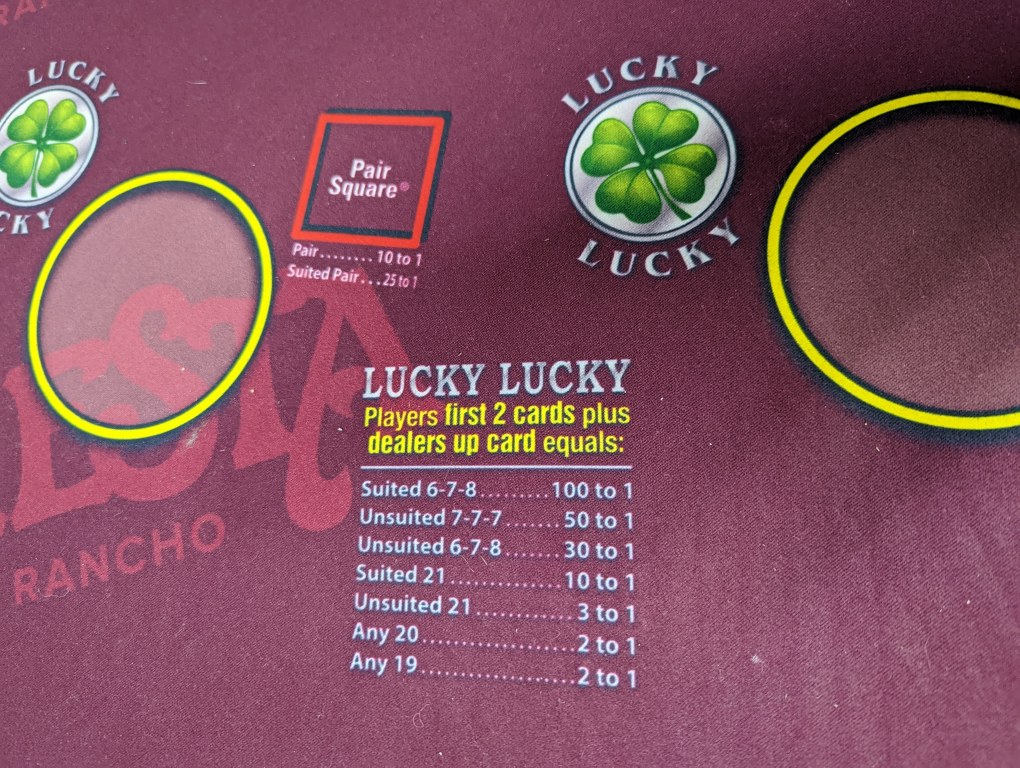 LUCKY
LUCKY
Pair
Square®
Pair........10 to 1
Suited Pair...25 to 1
LUCKY
LUCKY
RANCHO
LUCKY LUCKY
Players first 2 cards plus
dealers up card equals:
Suited 6-7-8.........100 to 1
Unsuited 7-7-7.......50 to 1
Unsuited 6-7-8.......30 to 1
Suited 21..............10 to 1
Unsuited 21............3 to 1
Any 20...................2 to 1
Any 19...................2 to 1